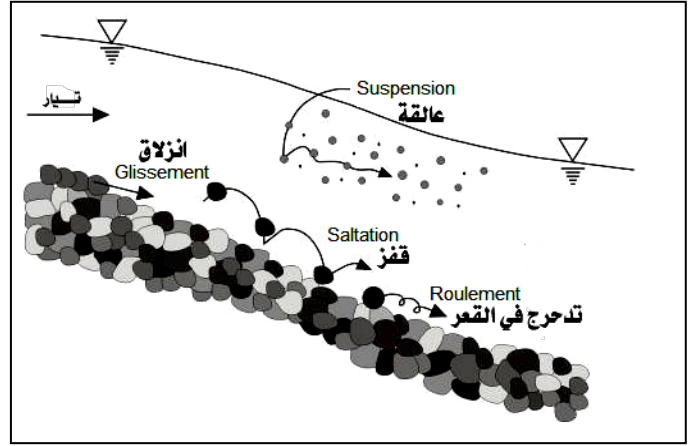 Suspension
عالقة
تيار
انزلاق
Glissement
Saltation
قفز
Roulement
تدحرج في القعر